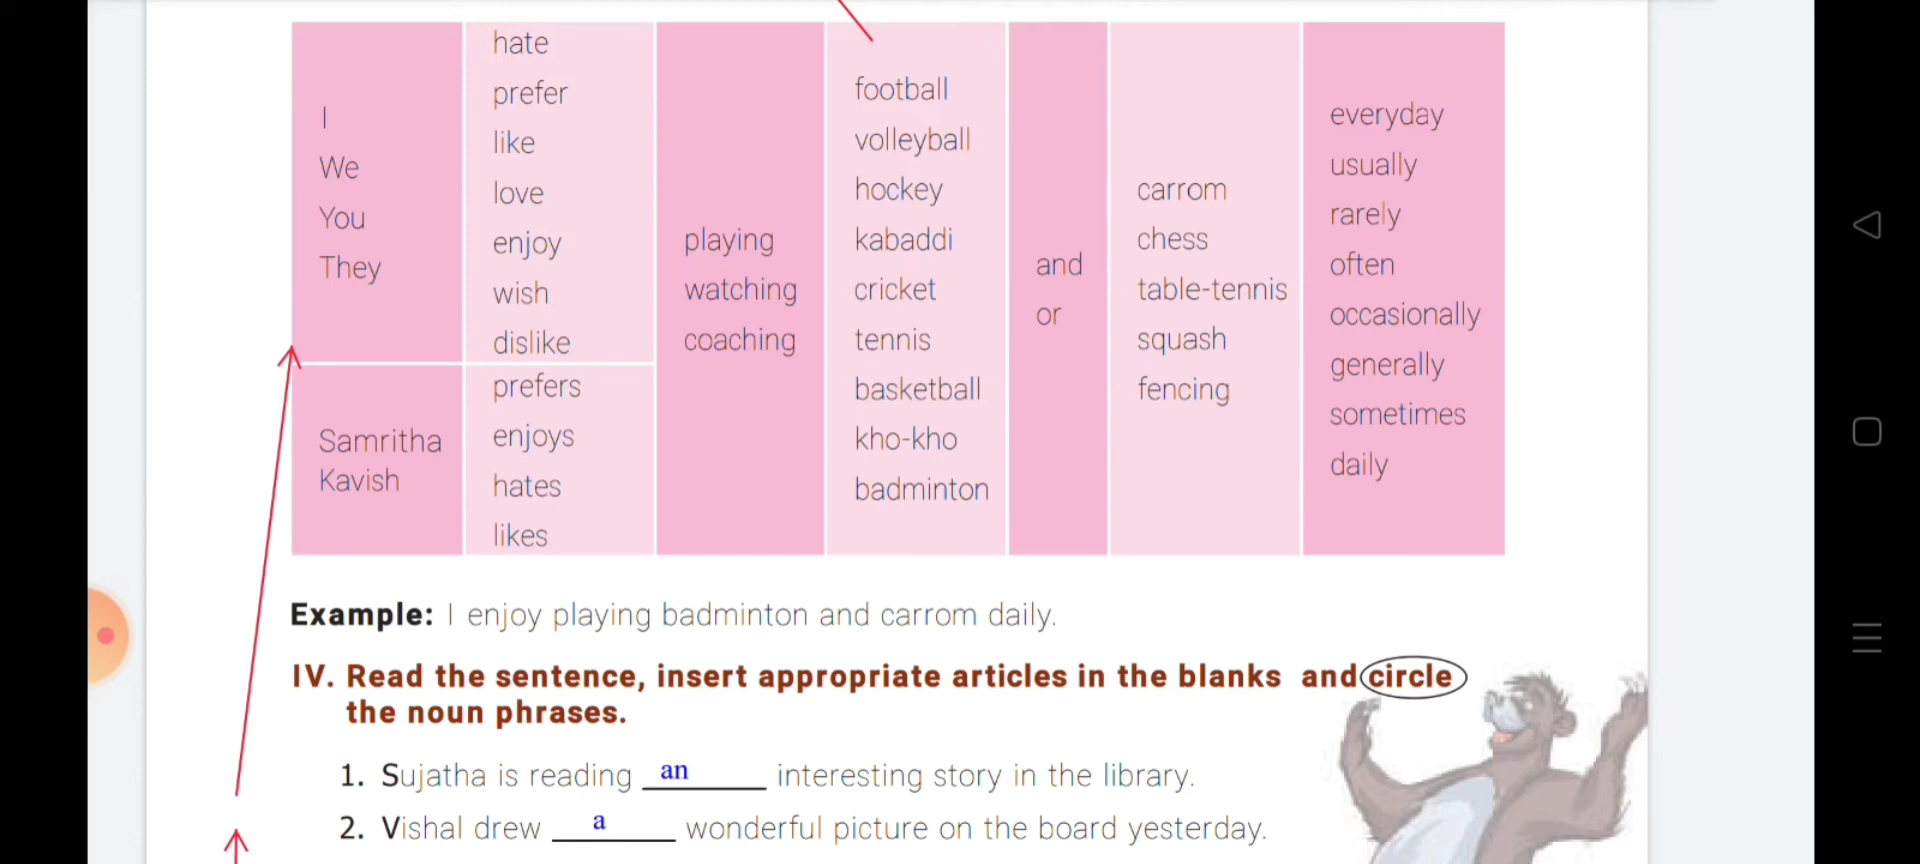 I
We
You
They
Samritha
Kavish
hate
prefer
like
love
enjoy
wish
dislike
prefers
enjoys
hates
likes
playing
watching
coaching
football
volleyball
hockey
kabaddi
cricket
tennis
basketball
kho-kho
badminton
and
or
carrom
chess
table-tennis
squash
fencing
everyday
usually
rarely
often
occasionally
generally
sometimes
daily
Example: I enjoy playing badminton and carrom daily.
IV. Read the sentence, insert appropriate articles in the blanks and circle
the noun phrases.
1. Sujatha is reading an interesting story in the library.
2. Vishal drew a wonderful picture on the board yesterday.